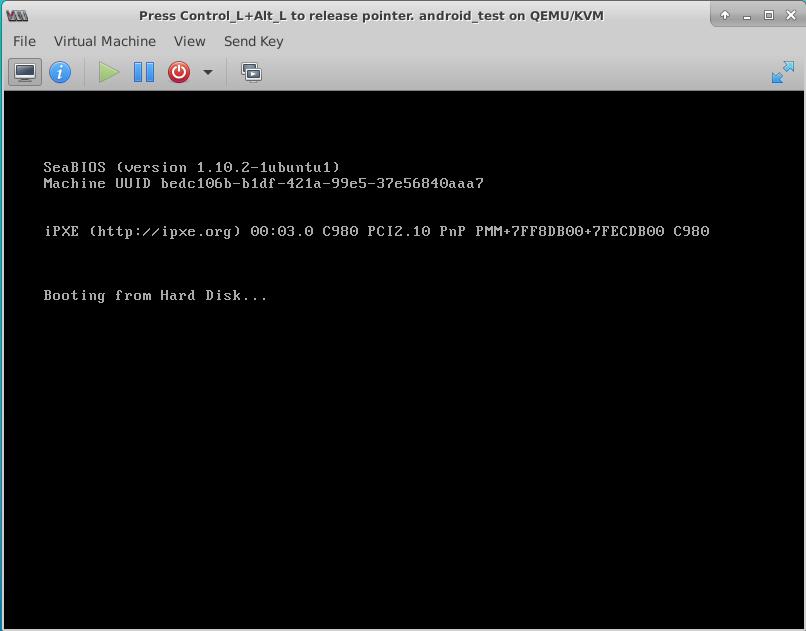 Press Control_L+Alt_L to release pointer. android_test on QEMU/KVM
File Virtual Machine View Send Key
SeaBIOS (version 1.10.2-1ubuntu1)
Machine UUID bedc106b-b1df-421a-99e5-37e56840aaa7
iPXE (http://ipxe.org) 00:03.0 C980 PCI2.10 PnP PMM+7FF8DB00+7FECDB00 C980
Booting from Hard Disk...